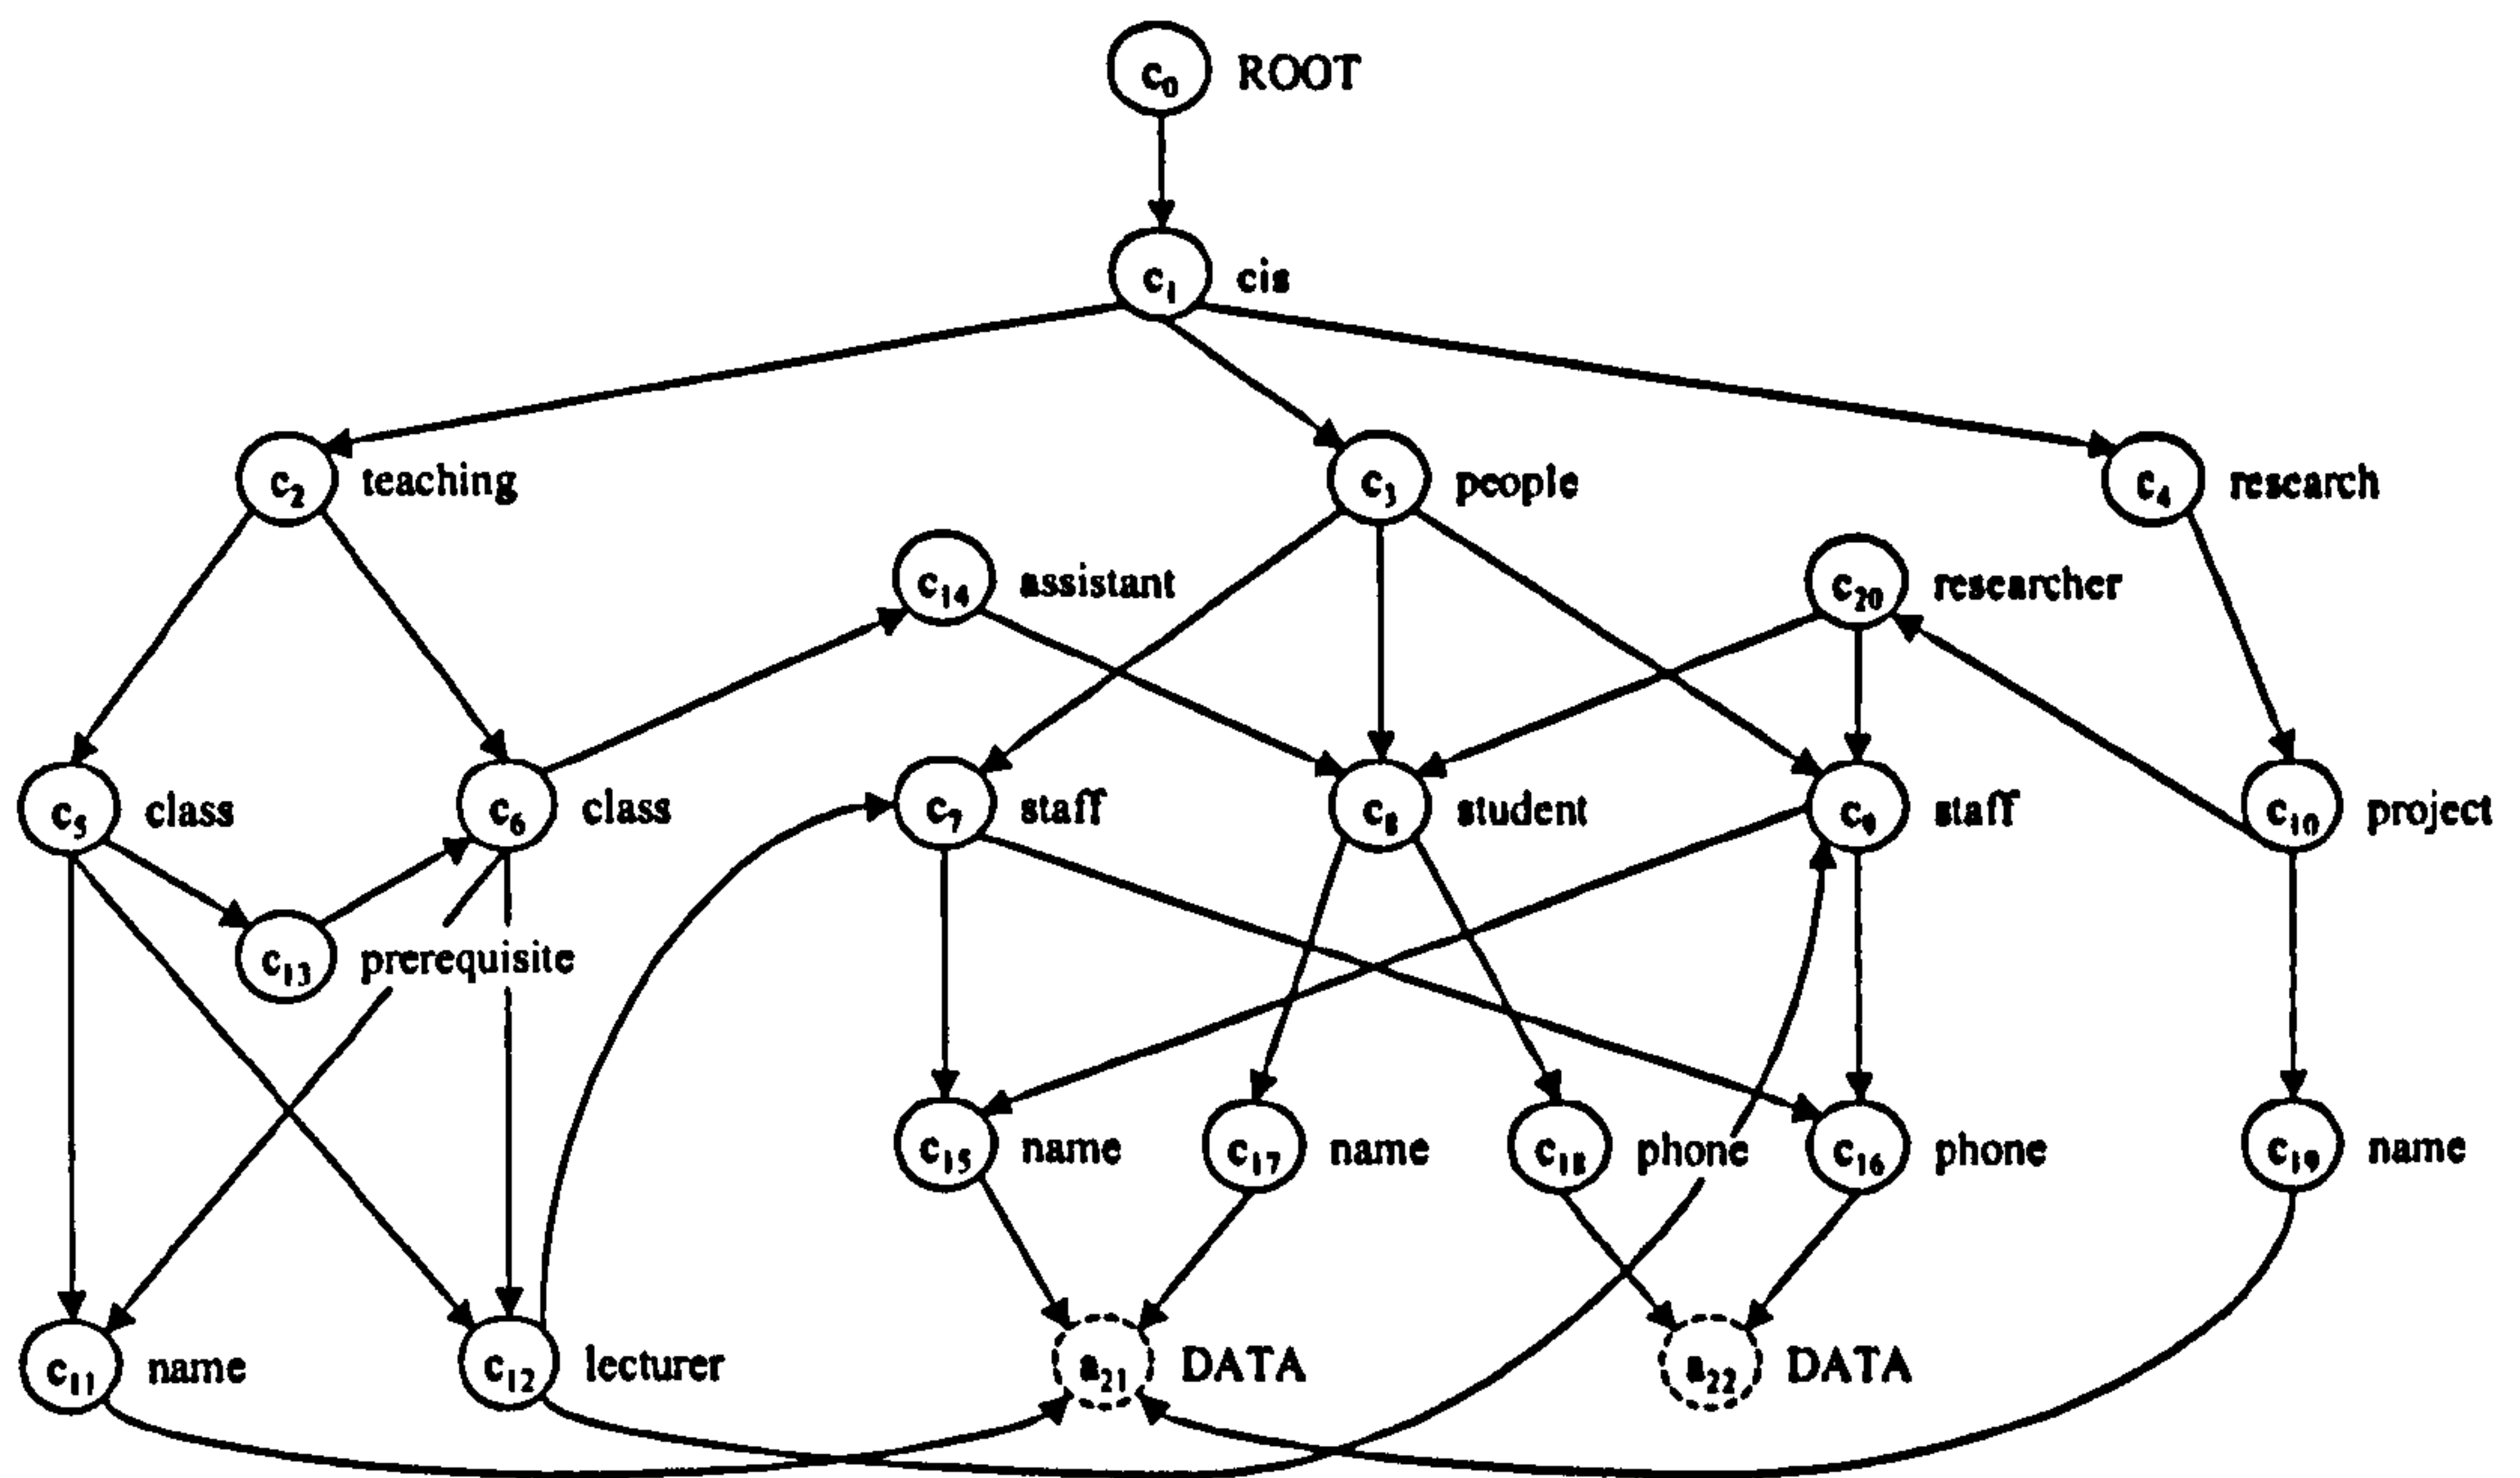 c0 ROOT
c1 cis
c2 teaching
c3 people
c4 research
c14 assistant
c20 researcher
c5 class
c6 class
c7 staff
c8 student
c9 staff
c10 project
c13 prerequisite
c15 name
c17 name
c18 phone
c16 phone
c19 name
c11 name
c12 lecturer
a21 DATA
a22 DATA